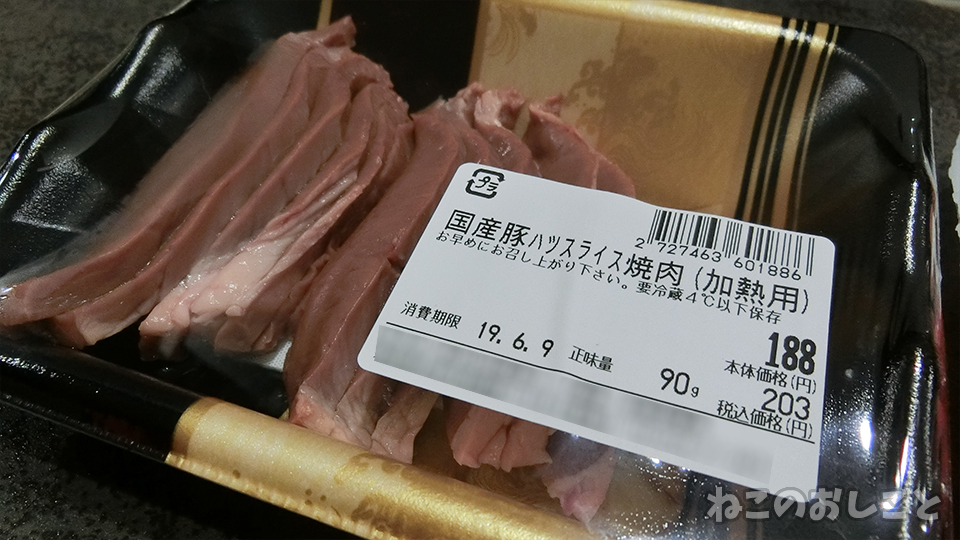 プラ
2 727463 601886
国産豚ハツスライス焼肉(加熱用)
お早めにお召し上がり下さい。要冷蔵4℃以下保存
消費期限 19.6.9 正味量 90g
188
本体価格(円)
203
税込価格(円)
ねこのおしごと